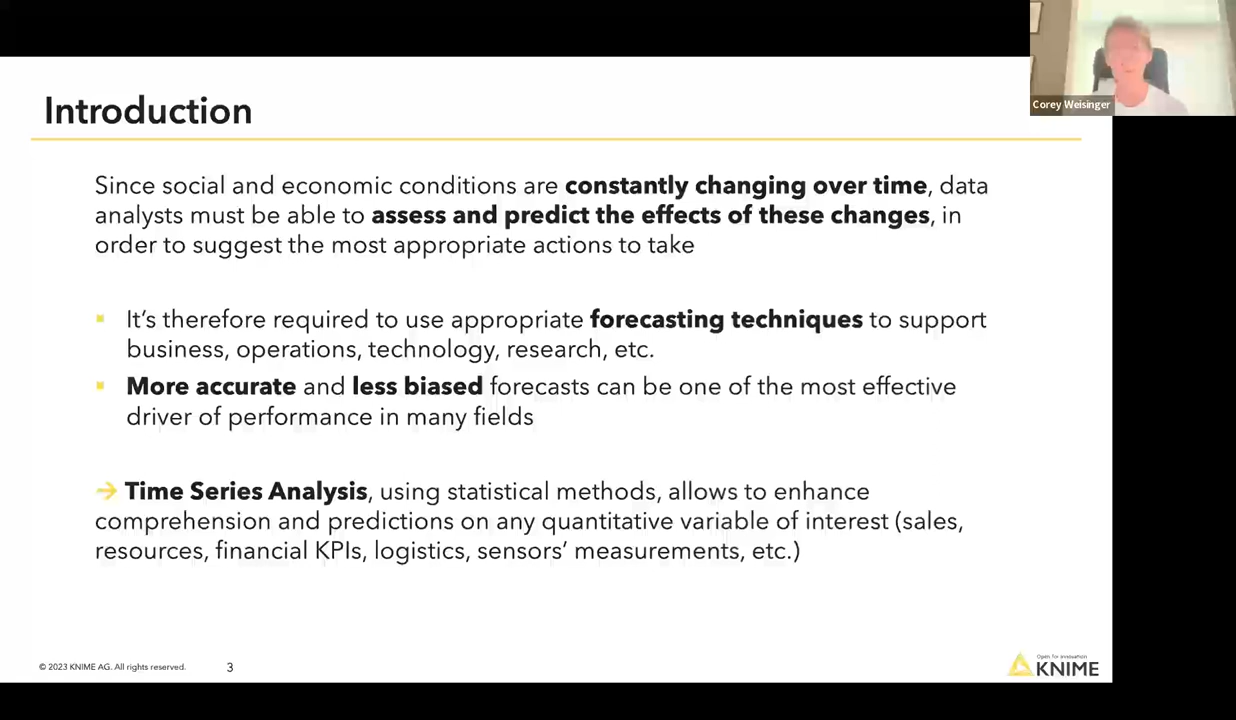 Corey Weisinger
Introduction
Since social and economic conditions are constantly changing over time, data
analysts must be able to assess and predict the effects of these changes, in
order to suggest the most appropriate actions to take
It's therefore required to use appropriate forecasting techniques to support
business, operations, technology, research, etc.
More accurate and less biased forecasts can be one of the most effective
driver of performance in many fields
→ Time Series Analysis, using statistical methods, allows to enhance
comprehension and predictions on any quantitative variable of interest (sales,
resources, financial KPIs, logistics, sensors' measurements, etc.)
© 2023 KNIME AG. All rights reserved.
3
Open for Innovation
KNIME